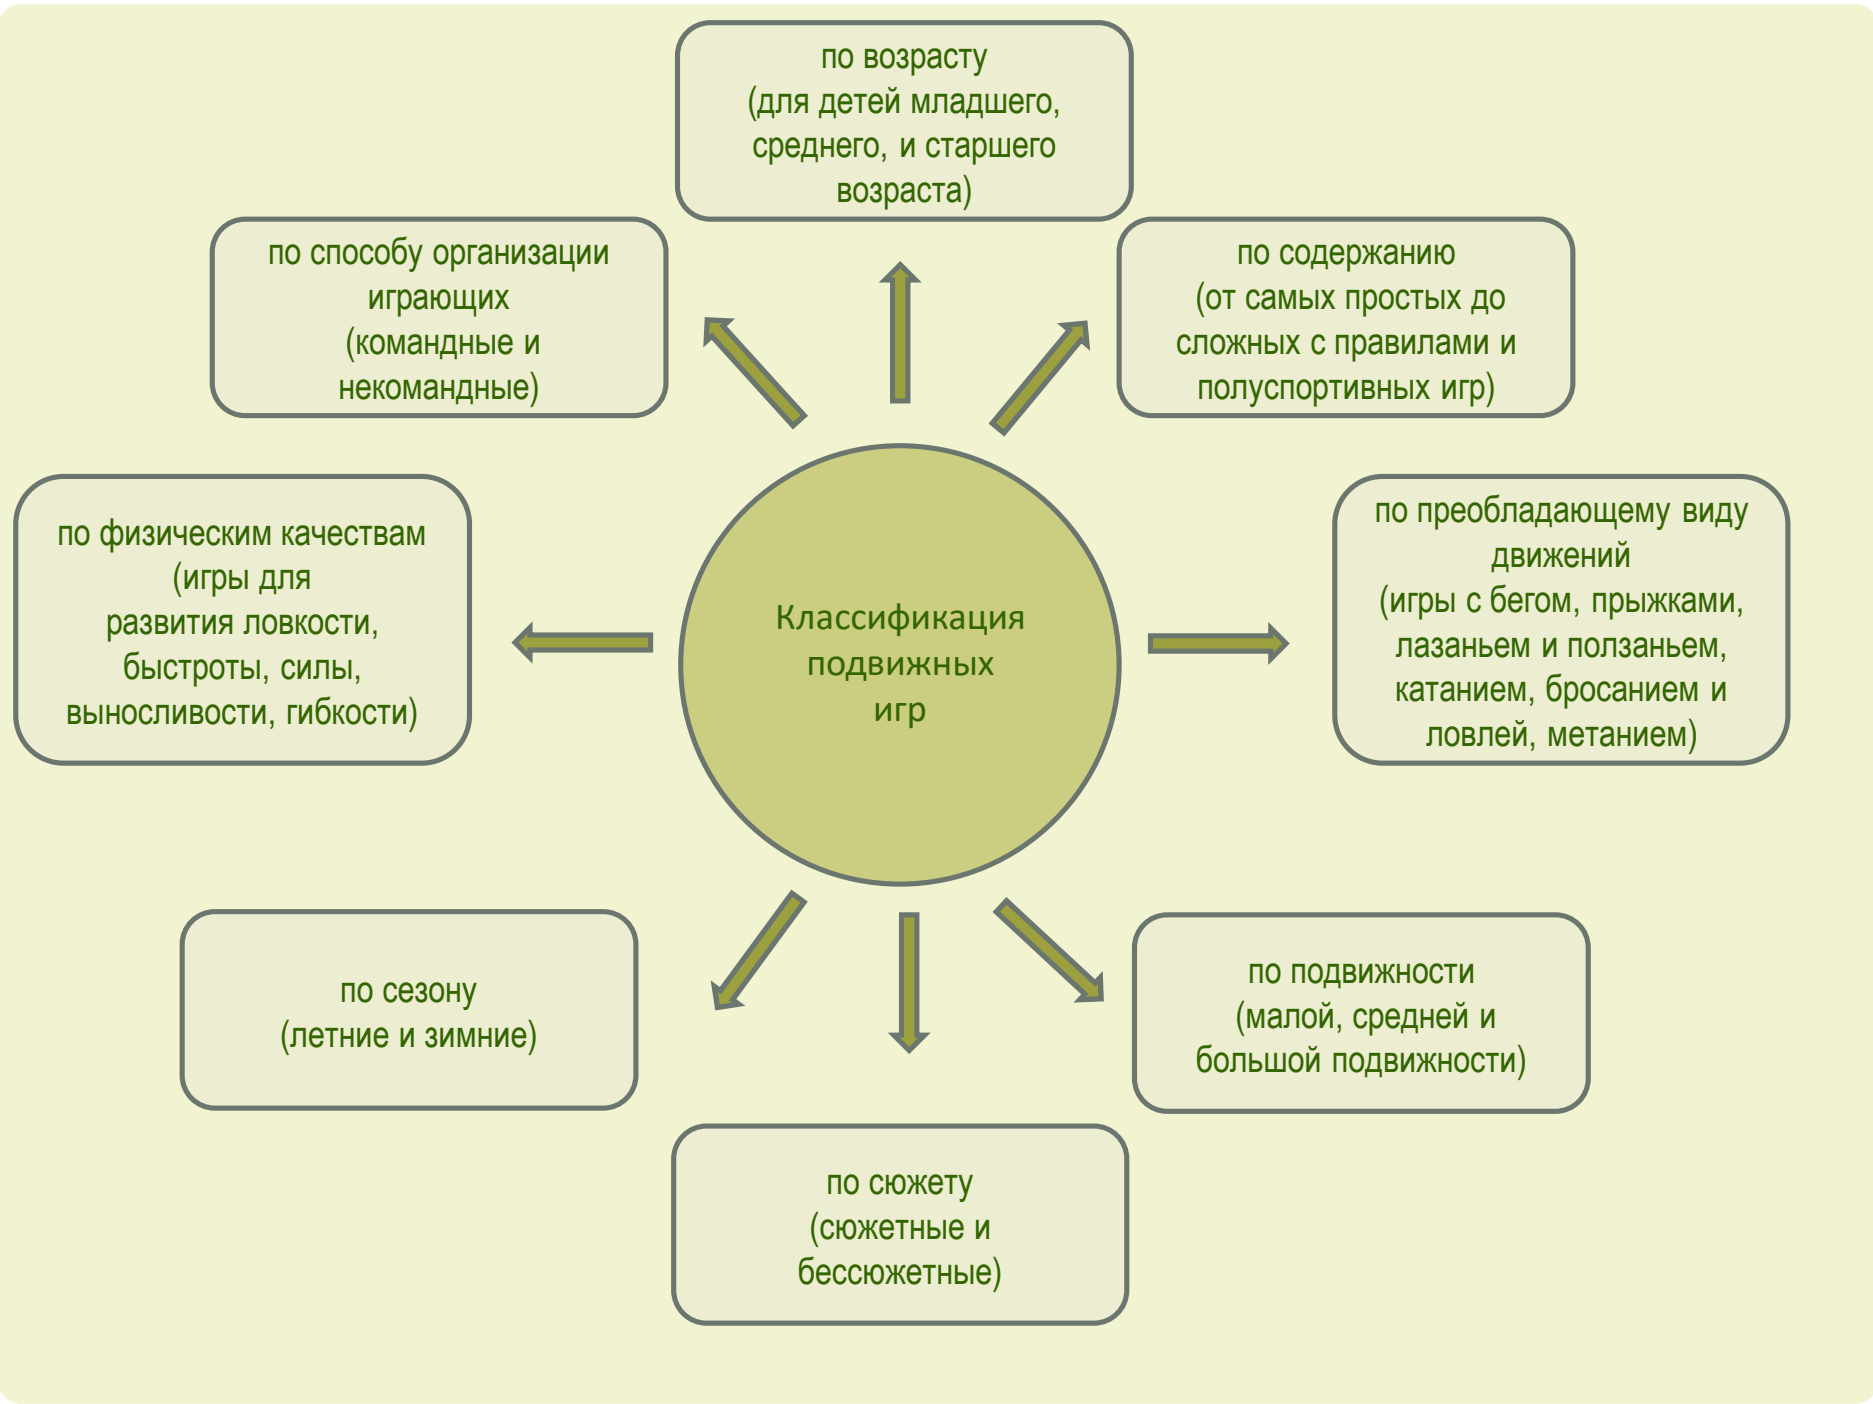 по возрасту
(для детей младшего,
среднего, и старшего
возраста)
по способу организации
играющих
(командные и
некомандные)
по содержанию
(от самых простых до
сложных с правилами и
полуспортивных игр)
по физическим качествам
(игры для
развития ловкости,
быстроты, силы,
выносливости, гибкости)
Классификация
подвижных
игр
по преобладающему виду
движений
(игры с бегом, прыжками,
лазаньем и ползаньем,
катанием, бросанием и
ловлей, метанием)
по сезону
(летние и зимние)
по подвижности
(малой, средней и
большой подвижности)
по сюжету
(сюжетные и
бессюжетные)